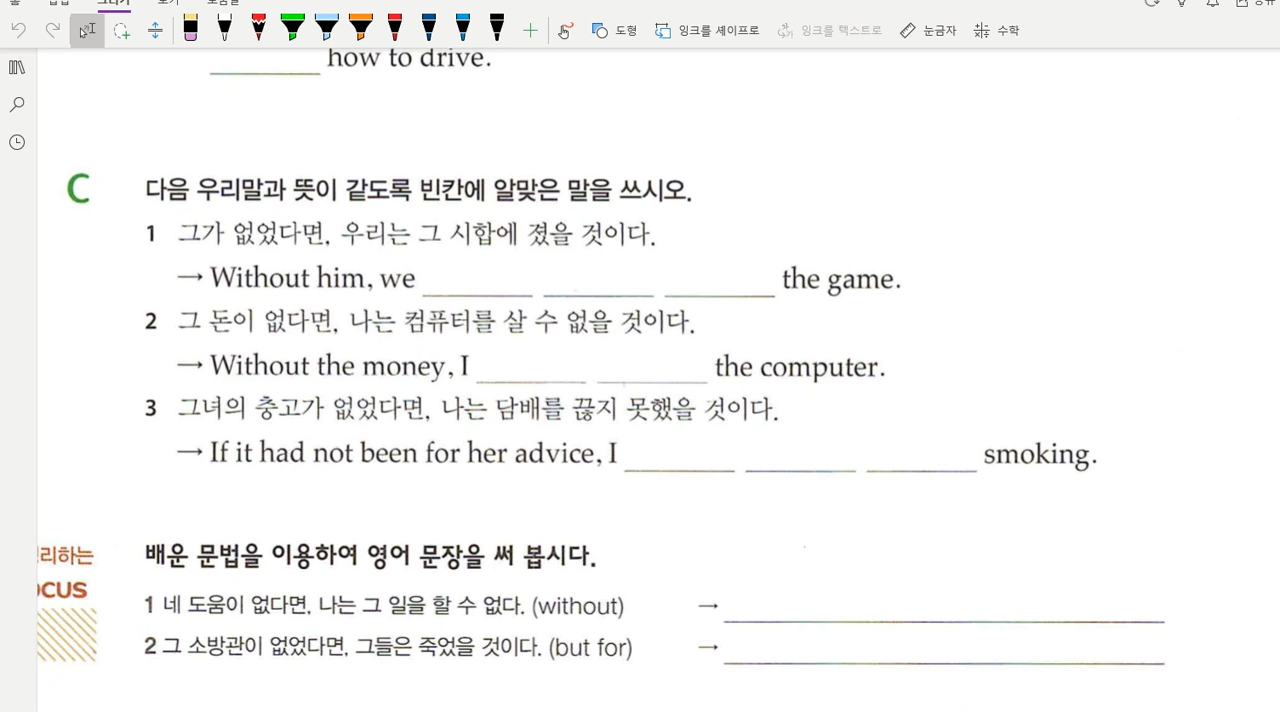 도형 잉크를 셰이프로 잉크를 텍스트로 눈금자 수학
how to drive.
C 다음 우리말과 뜻이 같도록 빈칸에 알맞은 말을 쓰시오.
1 그가 없었다면, 우리는 그 시합에 졌을 것이다.
→ Without him, we the game.
2 그 돈이 없다면, 나는 컴퓨터를 살 수 없을 것이다.
→ Without the money, I the computer.
3 그녀의 충고가 없었다면, 나는 담배를 끊지 못했을 것이다.
→ If it had not been for her advice, I smoking.
리하는 배운 문법을 이용하여 영어 문장을 써 봅시다.
OCUS
1 네 도움이 없다면, 나는 그 일을 할 수 없다. (without) →
2 그 소방관이 없었다면, 그들은 죽었을 것이다. (but for) →